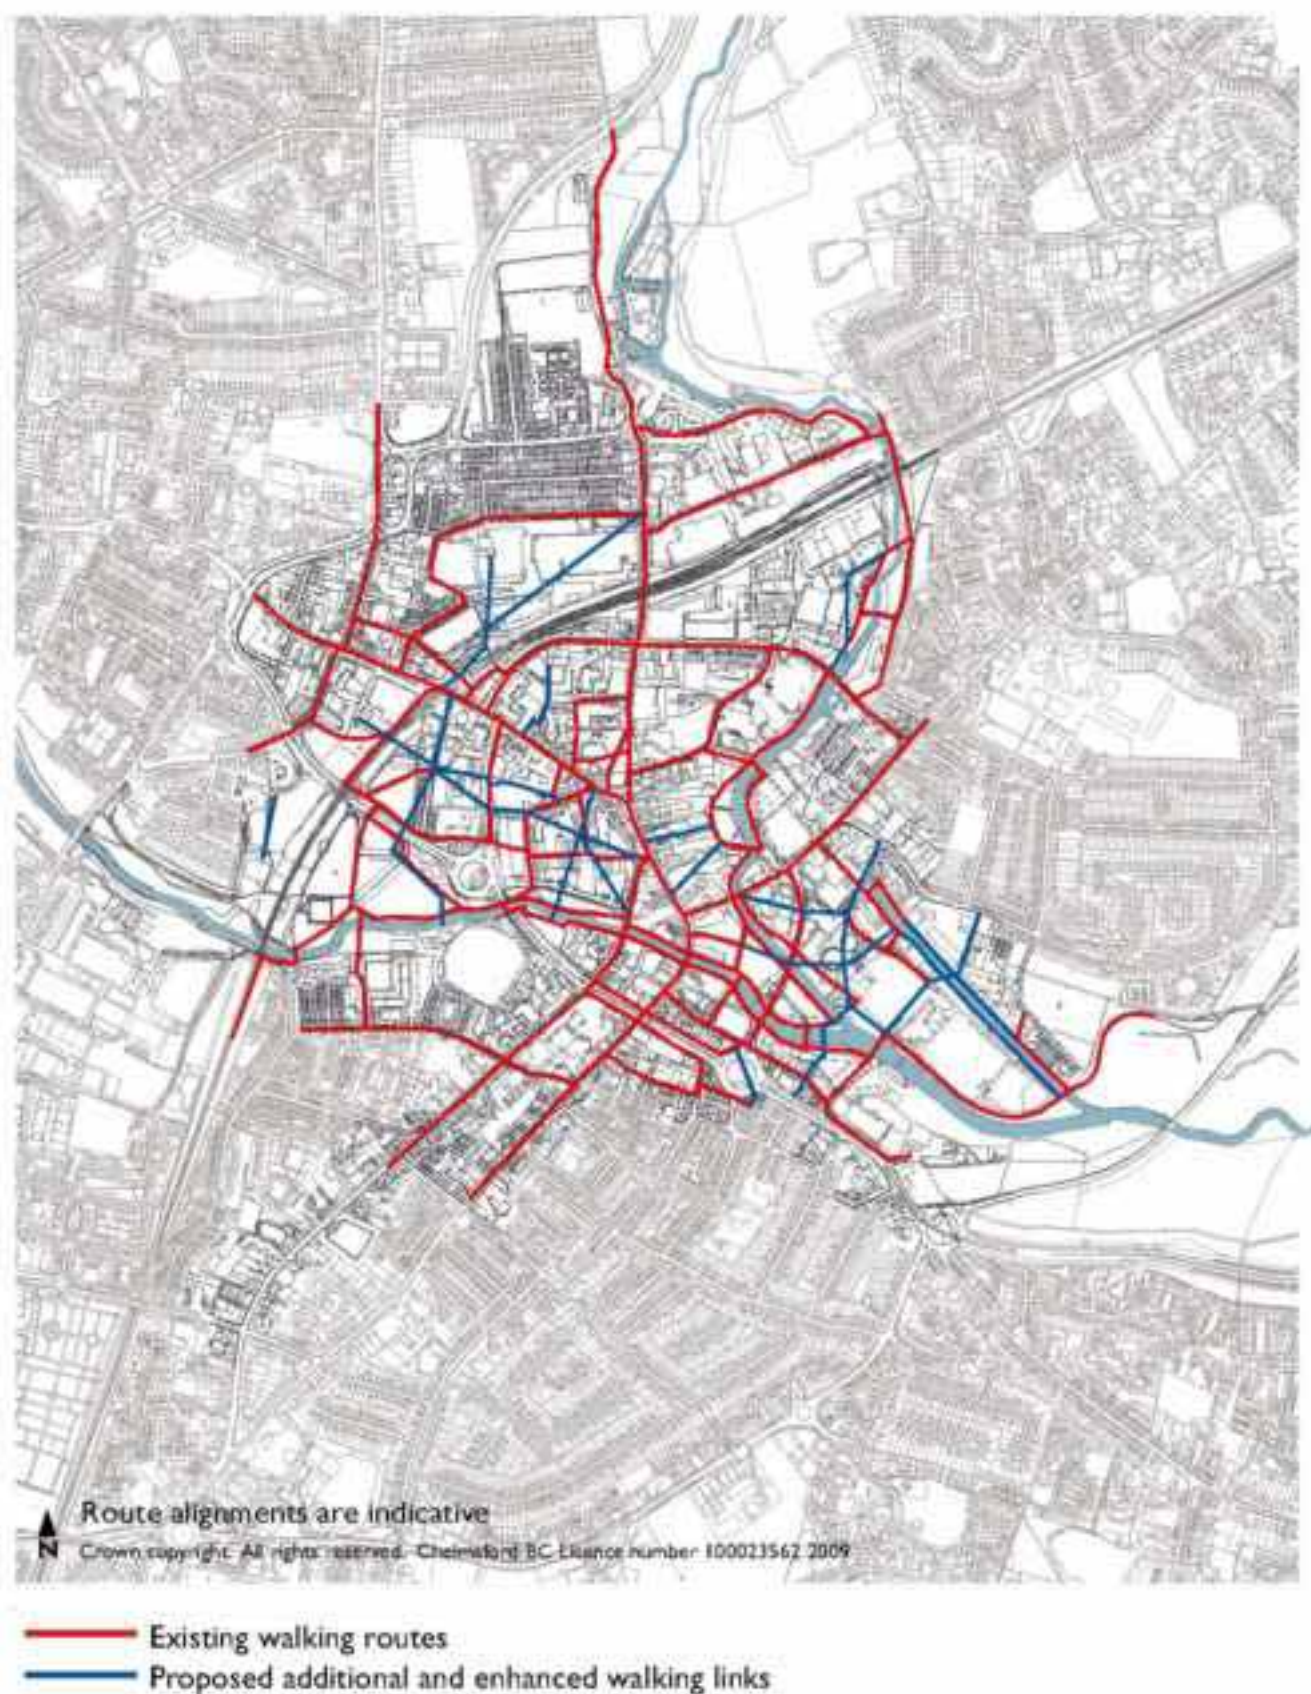 Route alignments are indicative
N
Crown copyright. All rights reserved. Chelmsford BC Licence number 100023562 2009
Existing walking routes
Proposed additional and enhanced walking links